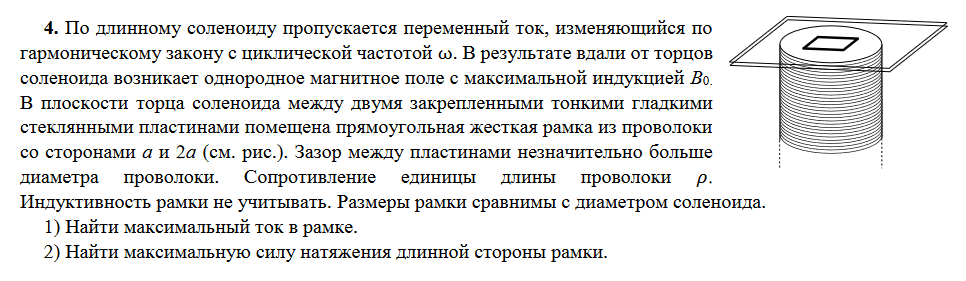 4. По длинному соленоиду пропускается переменный ток, изменяющийся по
гармоническому закону с циклической частотой ω. В результате вдали от торцов
соленоида возникает однородное магнитное поле с максимальной индукцией B₀.
В плоскости торца соленоида между двумя закрепленными тонкими гладкими
стеклянными пластинами помещена прямоугольная жесткая рамка из проволоки
со сторонами a и 2a (см. рис.). Зазор между пластинами незначительно больше
диаметра проволоки. Сопротивление единицы длины проволоки ρ.
Индуктивность рамки не учитывать. Размеры рамки сравнимы с диаметром соленоида.
1) Найти максимальный ток в рамке.
2) Найти максимальную силу натяжения длинной стороны рамки.